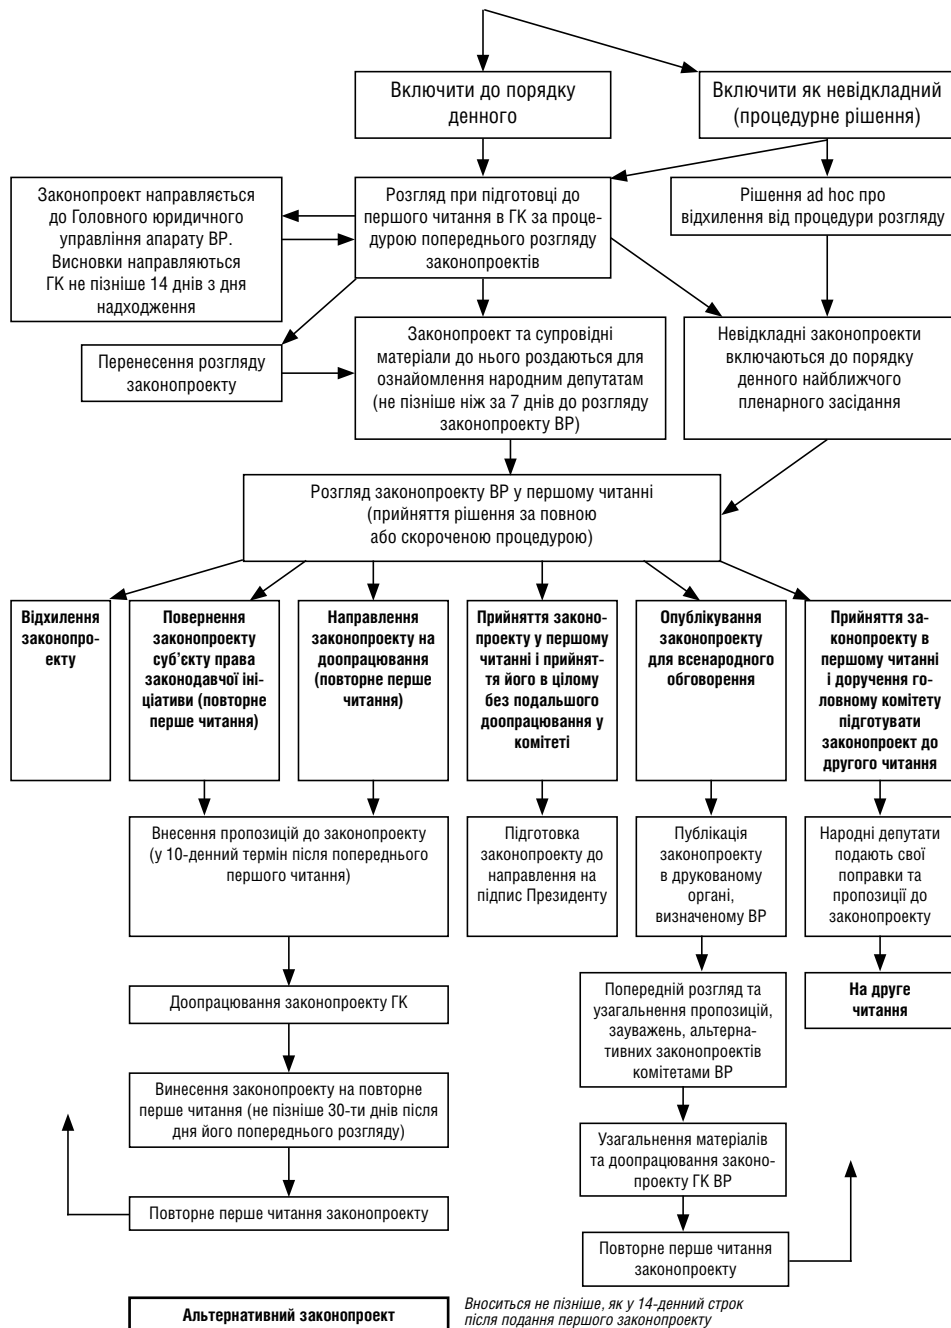 Включити до порядку
денного
Включити як невідкладний
(процедурне рішення)
Законопроект направляється
до Головного юридичного
управління апарату ВР.
Висновки направляються
ГК не пізніше 14 днів з дня
надходження
Розгляд при підготовці до
першого читання в ГК за проце-
дурою попереднього розгляду
законопроектів
Рішення ad hoc про
відхилення від процедури розгляду
Перенесення розгляду
законопроекту
Законопроект та супровідні
матеріали до нього роздаються для
ознайомлення народним депутатам
(не пізніше ніж за 7 днів до розгляду
законопроекту ВР)
Невідкладні законопроекти
включаються до порядку
денного найближчого
пленарного засідання
Розгляд законопроекту ВР у першому читанні
(прийняття рішення за повною
або скороченою процедурою)
Відхилення
законопро-
екту
Повернення
законопроекту
суб’єкту права
законодавчої іні-
ціативи (повторне
перше читання)
Направлення
законопроекту на
доопрацювання
(повторне перше
читання)
Прийняття законо-
проекту у першому
читанні і прийнят-
тя його в цілому
без подальшого
доопрацювання у
комітеті
Опублікування
законопроекту
для всенародного
обговорення
Прийняття за-
конопроекту в
першому читанні
і доручення го-
ловному комітету
підготувати
законопроект до
другого читання
Внесення пропозицій до законопроекту
(у 10-денний термін після попереднього
першого читання)
Підготовка
законопроекту до
направлення на
підпис Президенту
Публікація
законопроекту
в друкованому
органі,
визначеному ВР
Народні депутати
подають свої
поправки та
пропозиції до
законопроекту
Доопрацювання законопроекту ГК
Попередній розгляд та
узагальнення пропозицій,
зауважень, альтерна-
тивних законопроектів
комітетами ВР
На друге
читання
Винесення законопроекту на повторне
перше читання (не пізніше 30-ти днів після
дня його попереднього розгляду)
Узагальнення матеріалів
та доопрацювання законо-
проекту ГК ВР
Повторне перше читання законопроекту
Повторне перше читання
законопроекту
Альтернативний законопроект
Вноситься не пізніше, як у 14-денний строк
після подання першого законопроекту